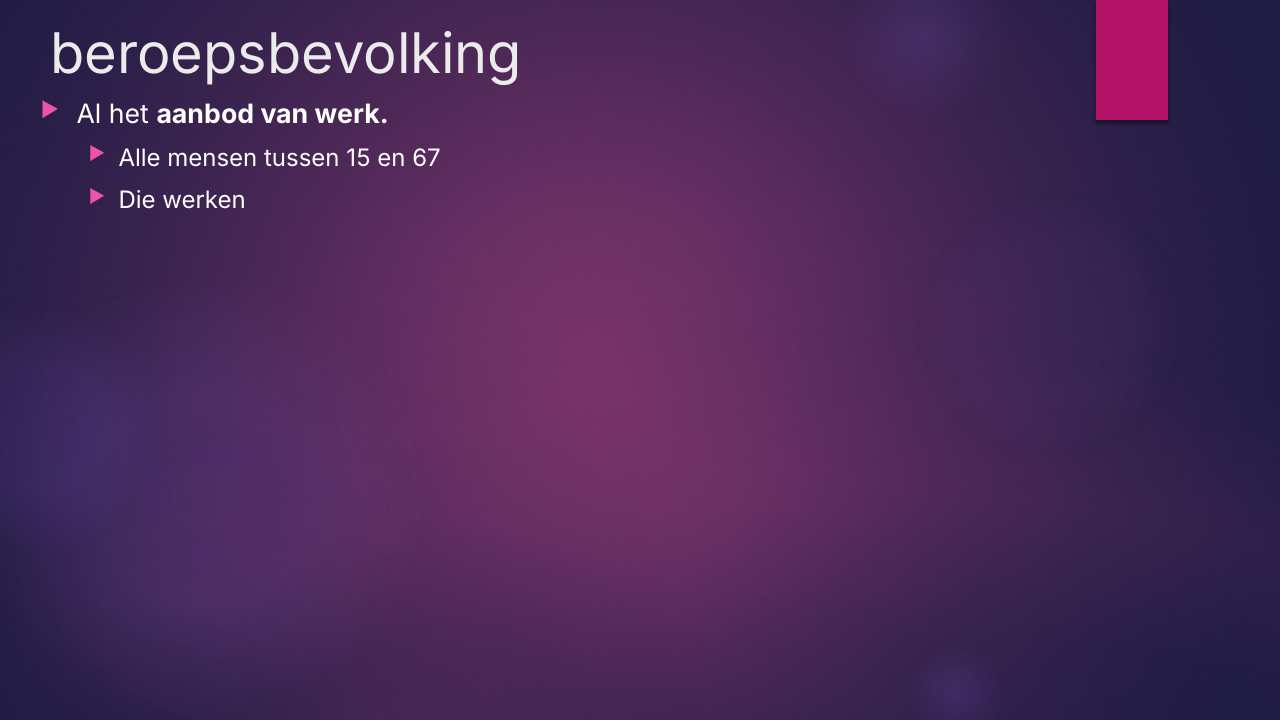 beroepsbevolking
Al het aanbod van werk.
Alle mensen tussen 15 en 67
Die werken